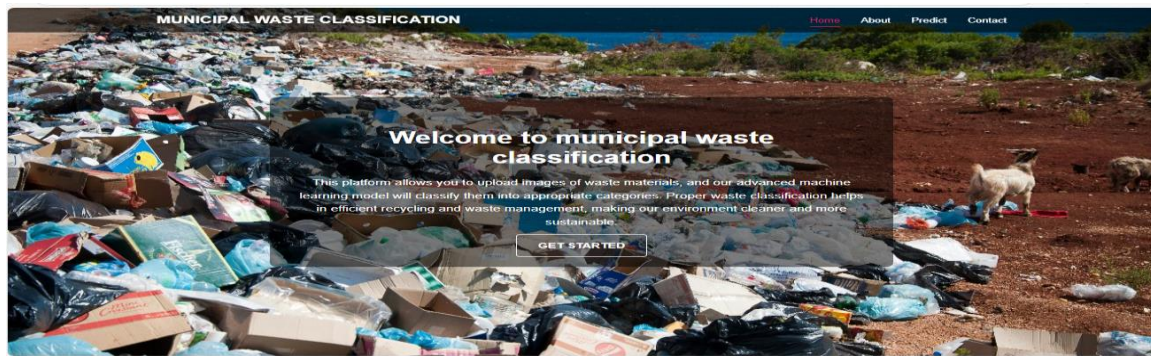 MUNICIPAL WASTE CLASSIFICATION
Home About Predict Contact
Welcome to municipal waste
classification
This platform allows you to upload images of waste materials, and our advanced machine
learning model will classify them into appropriate categories. Proper waste classification helps
in efficient recycling and waste management, making our environment cleaner and more
sustainable.
GET STARTED